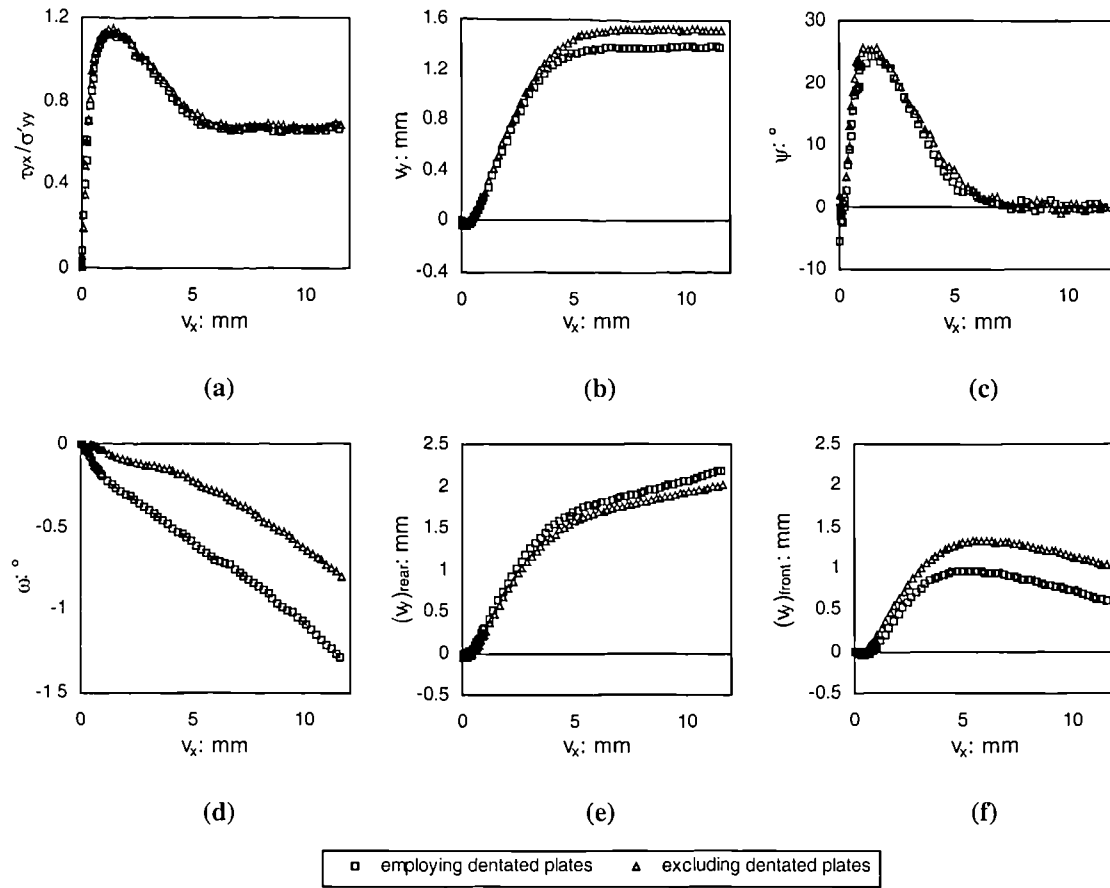 1.2
0.8
0.4
0
τyx/σ'yy
0
5
10
vx: mm
(a)
1.6
1.2
0.8
0.4
0
-0.4
vy: mm
0
5
10
vx: mm
(b)
30
20
10
0
-10
ψ: °
0
5
10
vx: mm
(c)
0
-0.5
-1
-1.5
ω: °
0
5
10
vx: mm
(d)
2.5
2
1.5
1
0.5
0
-0.5
(vy)rear: mm
0
5
10
vx: mm
(e)
2.5
2
1.5
1
0.5
0
-0.5
(vy)front: mm
0
5
10
vx: mm
(f)
employing dentated plates
excluding dentated plates